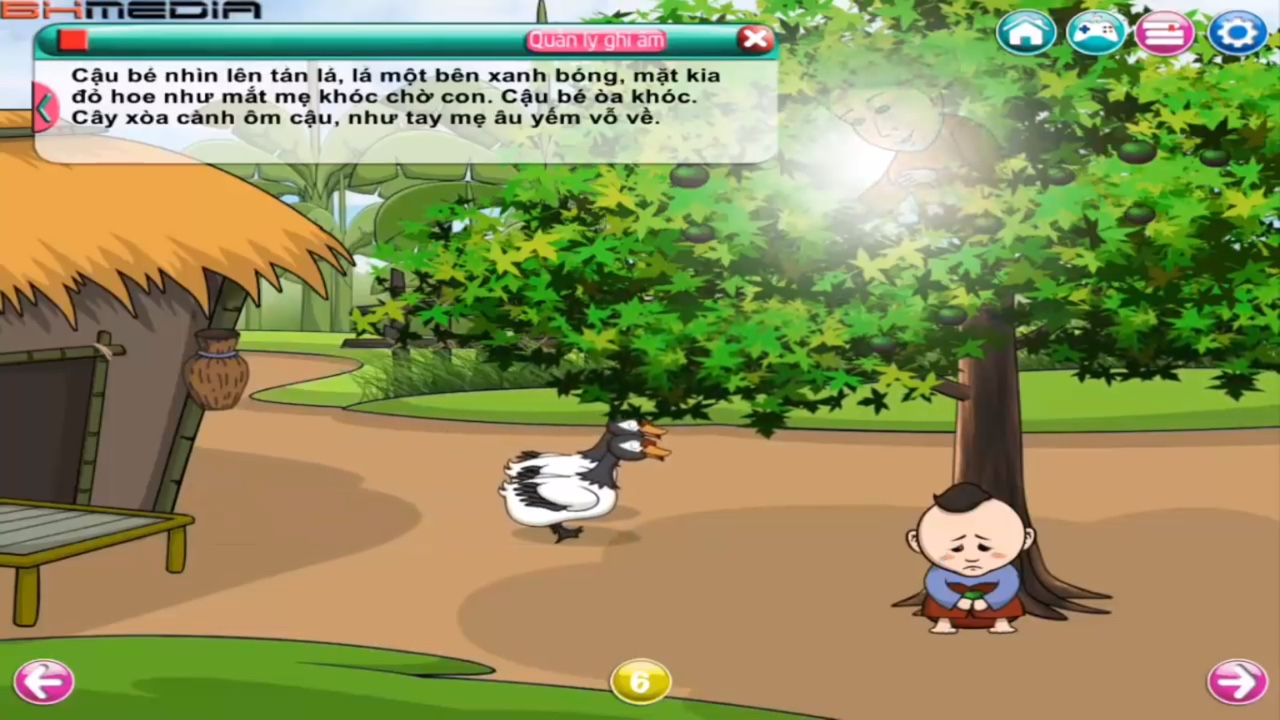 BHMEDIA
Quản lý ghi âm
Cậu bé nhìn lên tán lá, lá một bên xanh bóng, mặt kia
đỏ hoe như mắt mẹ khóc chờ con. Cậu bé òa khóc.
Cây xòa cành ôm cậu, như tay mẹ âu yếm vỗ về.
6